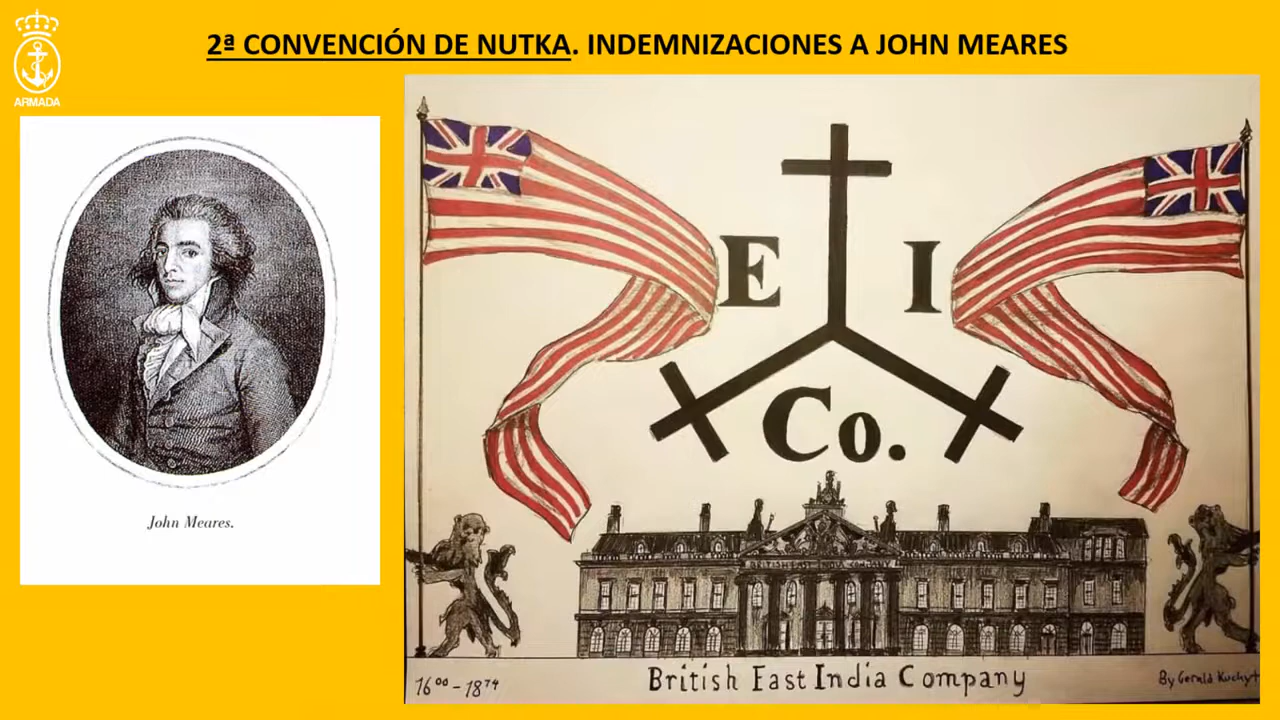 2ª CONVENCIÓN DE NUTKA. INDEMNIZACIONES A JOHN MEARES
ARMADA
John Meares.
E I
Co.
British East India Company
1600-1874
By Gerald